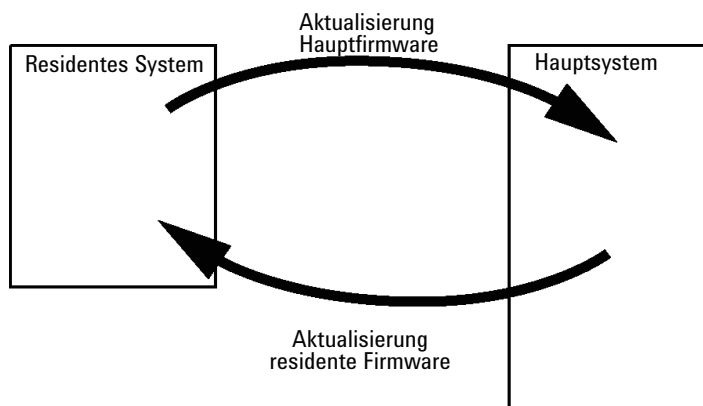 Aktualisierung
Hauptfirmware
Residentes System
Hauptsystem
Aktualisierung
residente Firmware